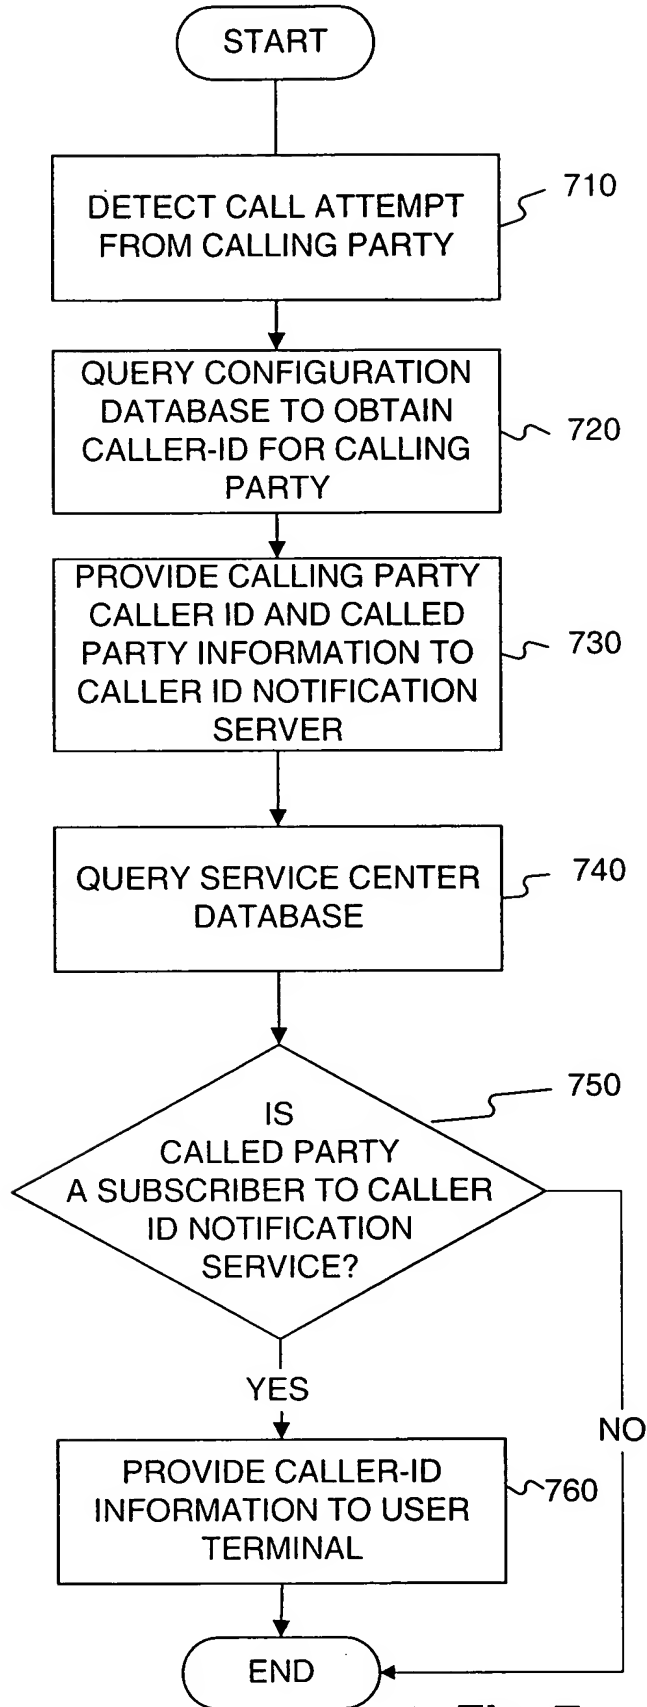 START
DETECT CALL ATTEMPT
FROM CALLING PARTY
710
QUERY CONFIGURATION
DATABASE TO OBTAIN
CALLER-ID FOR CALLING
PARTY
720
PROVIDE CALLING PARTY
CALLER ID AND CALLED
PARTY INFORMATION TO
CALLER ID NOTIFICATION
SERVER
730
QUERY SERVICE CENTER
DATABASE
740
IS
CALLED PARTY
A SUBSCRIBER TO CALLER
ID NOTIFICATION
SERVICE?
750
YES
NO
PROVIDE CALLER-ID
INFORMATION TO USER
TERMINAL
760
END